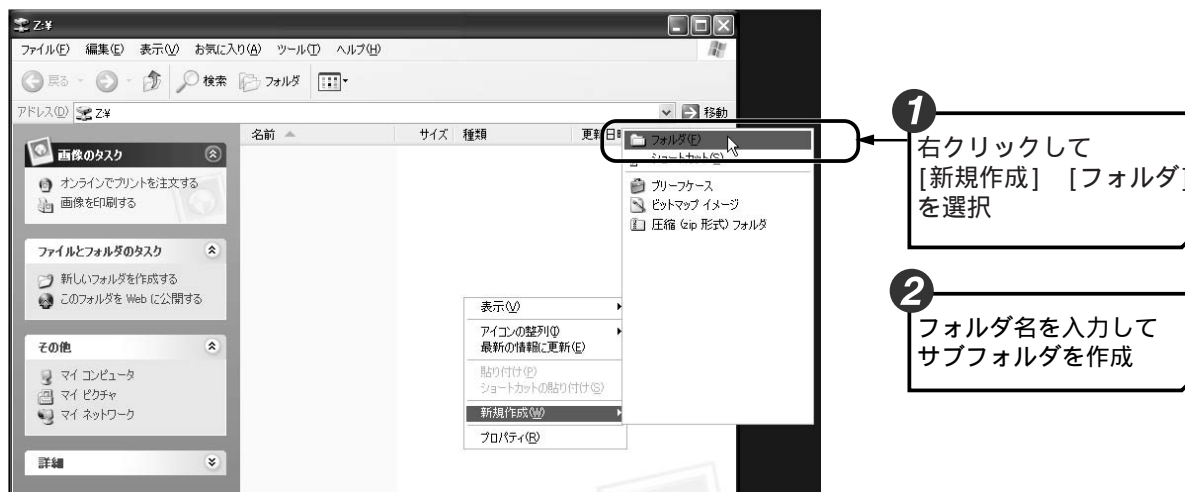 Z:¥
ファイル(F) 編集(E) 表示(V) お気に入り(A) ツール(T) ヘルプ(H)
戻る 検索 フォルダ
アドレス(D) Z:¥ 移動
名前 サイズ 種類 更新日時
画像のタスク
オンラインでプリントを注文する
画像を印刷する
ファイルとフォルダのタスク
新しいフォルダを作成する
このフォルダを Web に公開する
その他
マイ コンピュータ
マイ ピクチャ
マイ ネットワーク
詳細
表示(V)
アイコンの整列(I)
最新の情報に更新(E)
貼り付け(P)
ショートカットの貼り付け(S)
新規作成(W)
プロパティ(R)
フォルダ(F)
ショートカット(S)
ブリーフケース
ビットマップ イメージ
圧縮 (zip 形式) フォルダ
1
右クリックして
[新規作成] [フォルダ]
を選択
2
フォルダ名を入力して
サブフォルダを作成